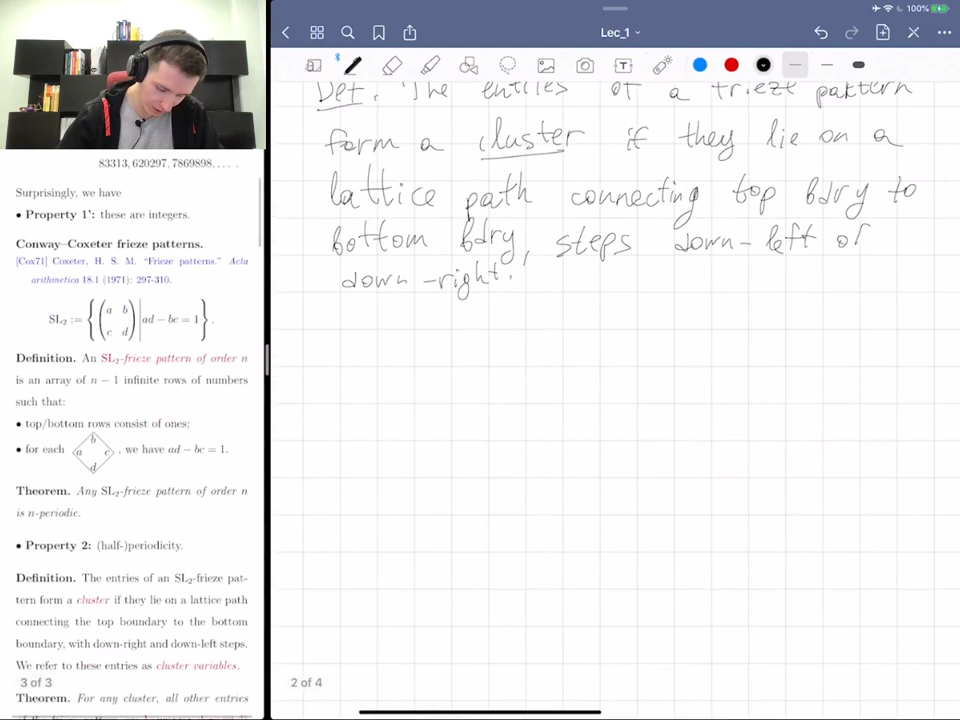 100%
Lec_1
83313, 620297, 7869898, . . . .
Surprisingly, we have
• Property 1': these are integers.
Conway–Coxeter frieze patterns.
[Cox71] Coxeter, H. S. M. “Frieze patterns.” Acta
arithmetica 18.1 (1971): 297-310.
SL₂ := { ( a b c d ) | ad − bc = 1 } .
Definition. An SL₂-frieze pattern of order n
is an array of n − 1 infinite rows of numbers
such that:
• top/bottom rows consist of ones;
• for each a b c d , we have ad − bc = 1.
Theorem. Any SL₂-frieze pattern of order n
is n-periodic.
• Property 2: (half-)periodicity.
Definition. The entries of an SL₂-frieze pat-
tern form a cluster if they lie on a lattice path
connecting the top boundary to the bottom
boundary, with down-right and down-left steps.
We refer to these entries as cluster variables.
3 of 3
Theorem. For any cluster, all other entries
Def. The entries of a frieze pattern
form a cluster if they lie on a
lattice path connecting top bdry to
bottom bdry, steps down-left or
down-right.
2 of 4